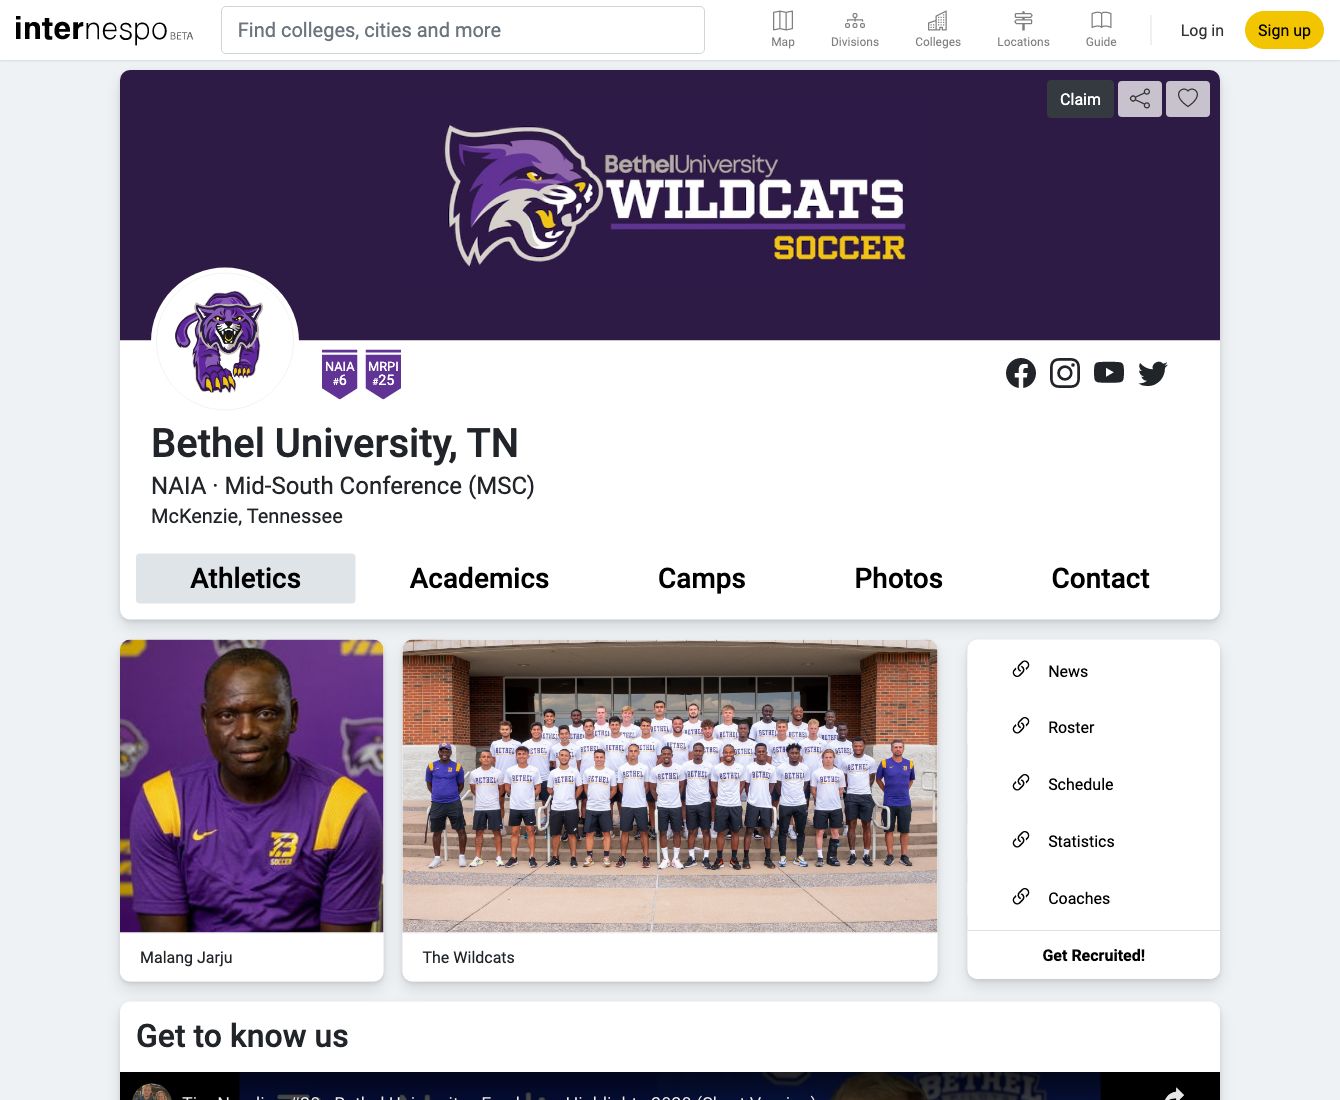 internespo BETA
Find colleges, cities and more
Map
Divisions
Colleges
Locations
Guide
Log in
Sign up
Claim
BethelUniversity
WILDCATS
SOCCER
NAIA
#6
MRPI
#25
Bethel University, TN
NAIA · Mid-South Conference (MSC)
McKenzie, Tennessee
Athletics
Academics
Camps
Photos
Contact
B
SOCCER
Malang Jarju
The Wildcats
News
Roster
Schedule
Statistics
Coaches
Get Recruited!
Get to know us
BETHEL